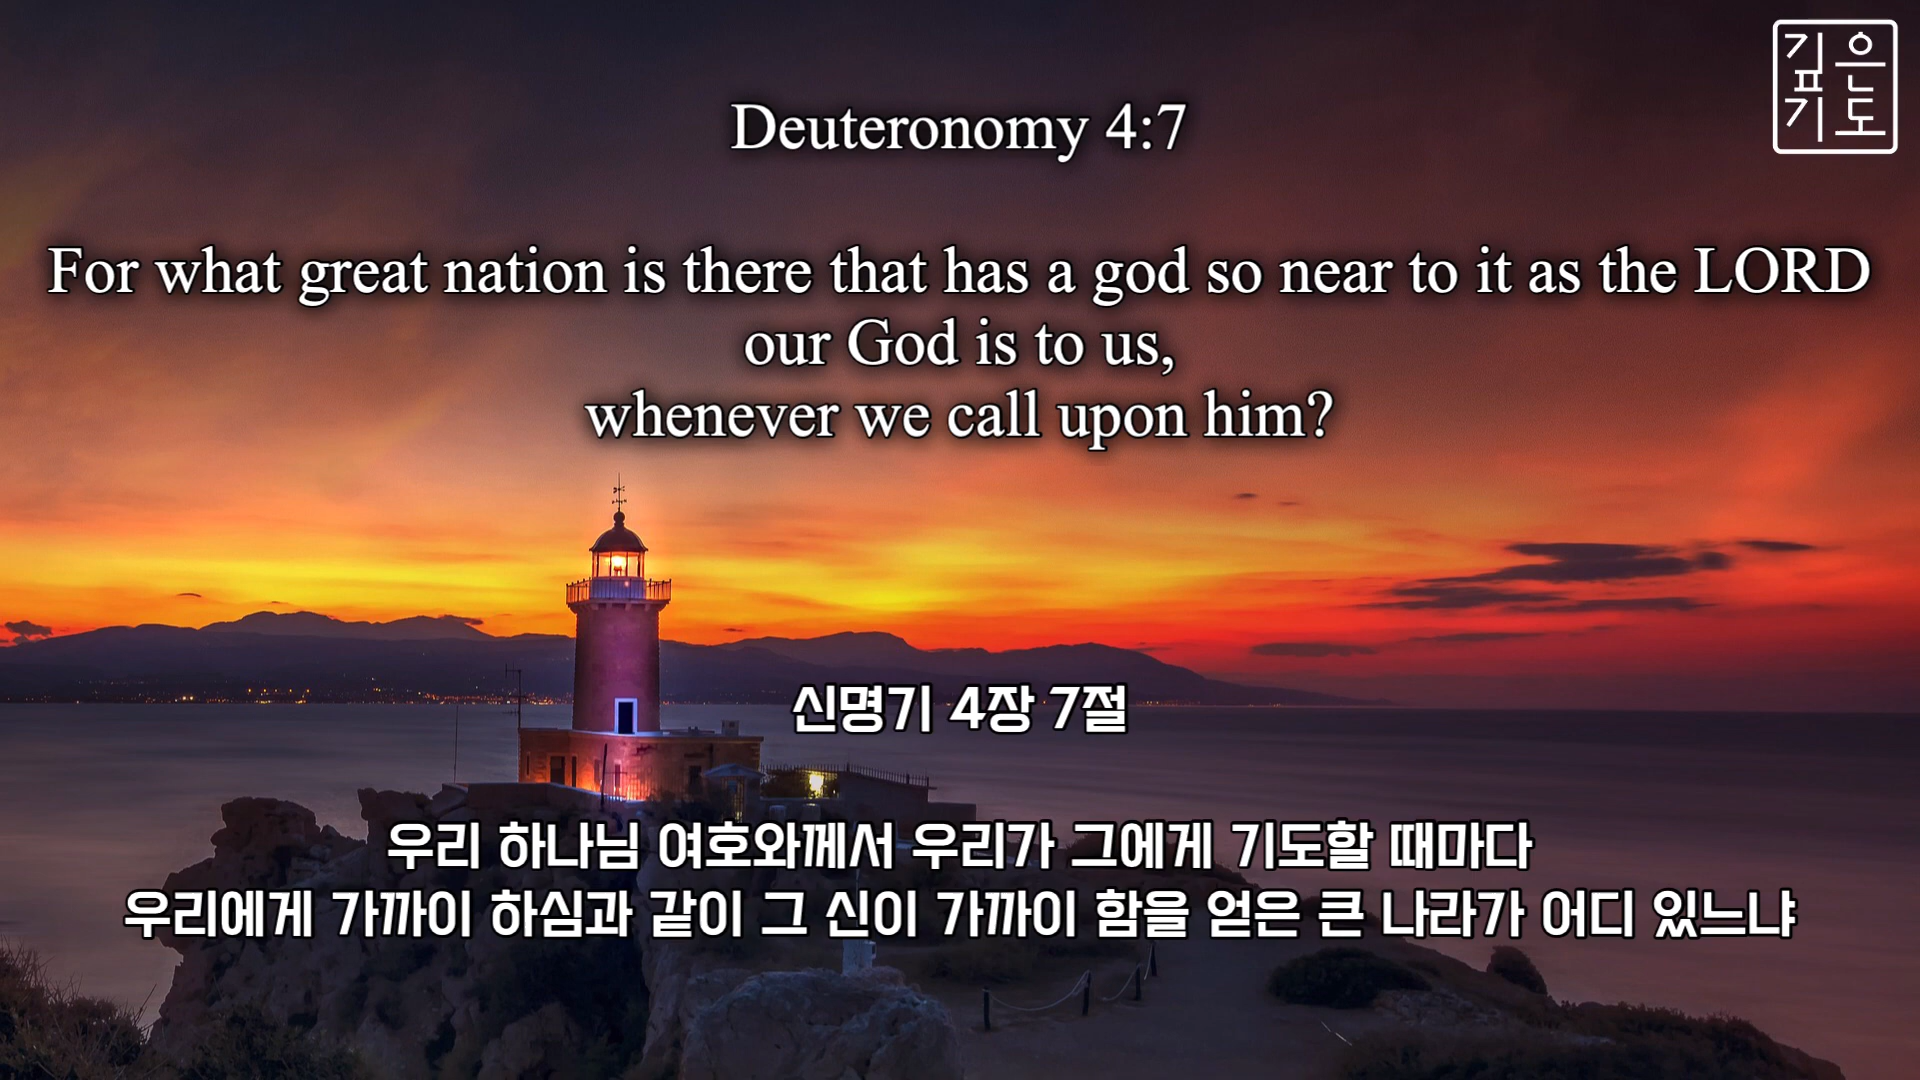 깊은
기도
Deuteronomy 4:7
For what great nation is there that has a god so near to it as the LORD
our God is to us,
whenever we call upon him?
신명기 4장 7절
우리 하나님 여호와께서 우리가 그에게 기도할 때마다
우리에게 가까이 하심과 같이 그 신이 가까이 함을 얻은 큰 나라가 어디 있느냐